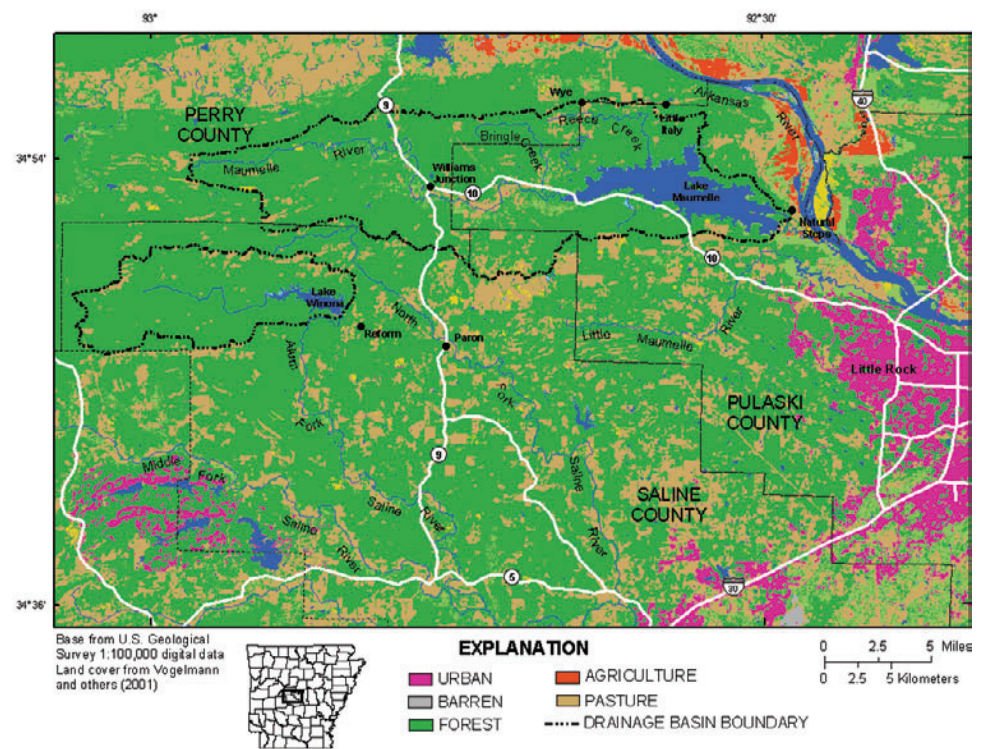 93°
92°30'
PERRY
COUNTY
9
Wye
Little
Italy
Arkansas
River
40
34°54'
Maumelle
River
Bringle
Creek
Reece
Creek
Williams
Junction
10
Lake
Maumelle
Natural
Steps
10
Lake
Winona
Reform
North
Paron
Little
Maumelle
River
Little Rock
Alum
Fork
Fork
PULASKI
COUNTY
9
Middle
Fork
Saline
Saline
River
Saline
River
SALINE
COUNTY
River
5
30
34°36'
Base from U.S. Geological
Survey 1:100,000 digital data
Land cover from Vogelmann
and others (2001)
EXPLANATION
URBAN
BARREN
FOREST
AGRICULTURE
PASTURE
DRAINAGE BASIN BOUNDARY
0 2.5 5 Miles
0 2.5 5 Kilometers